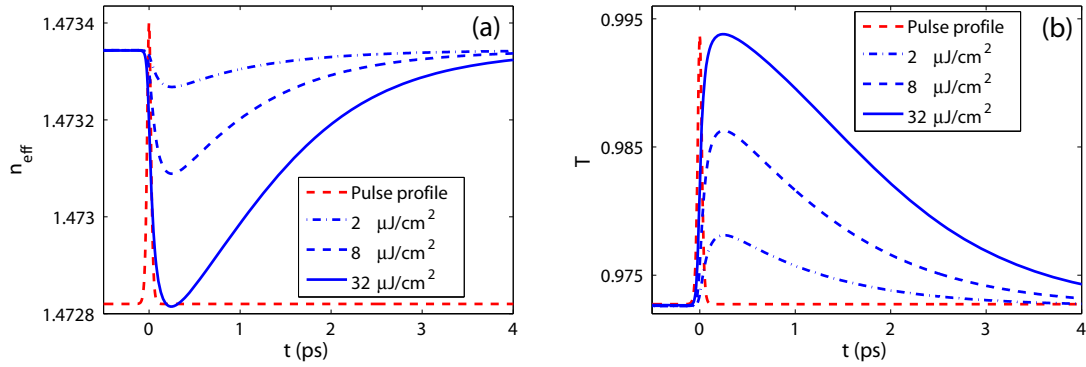 (a)
1.4734
1.4732
1.473
1.4728
n_eff
Pulse profile
2 μJ/cm²
8 μJ/cm²
32 μJ/cm²
0 1 2 3 4
t (ps)
(b)
0.995
0.985
0.975
T
Pulse profile
2 μJ/cm²
8 μJ/cm²
32 μJ/cm²
0 1 2 3 4
t (ps)